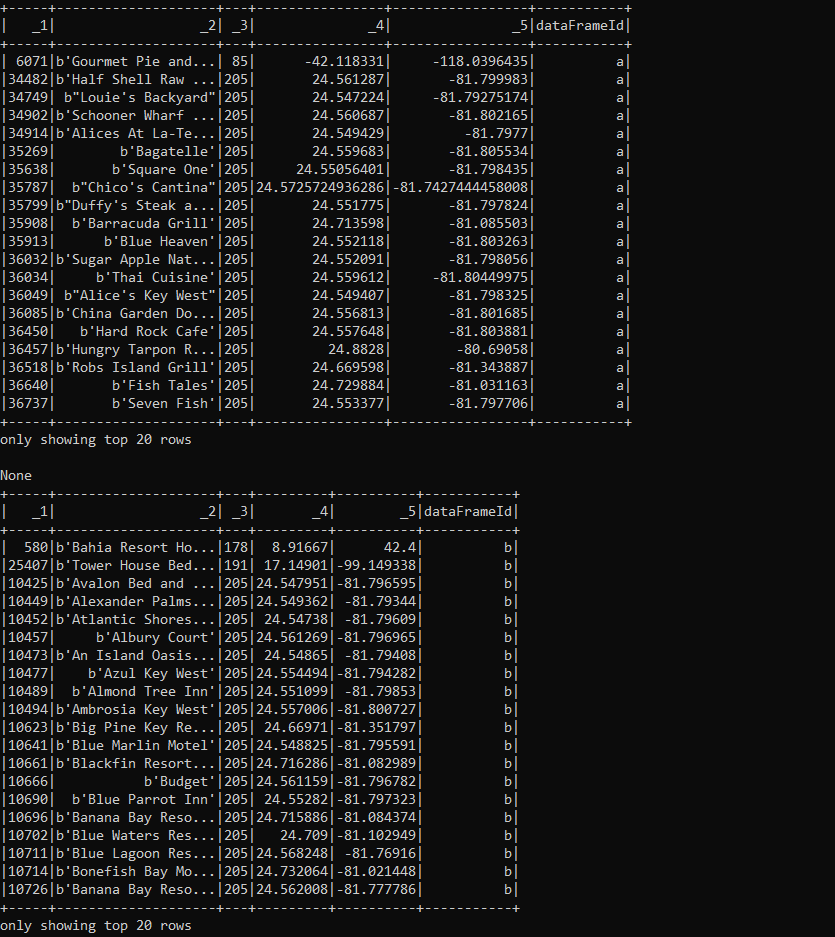 +-----+--------------------+---+----------------+-----------------+-----------+
|   _1|                  _2| _3|              _4|               _5|dataFrameId|
+-----+--------------------+---+----------------+-----------------+-----------+
| 6071|b'Gourmet Pie and...| 85|      -42.118331|     -118.0396435|          a|
|34482|b'Half Shell Raw ...|205|       24.561287|       -81.799983|          a|
|34749| b"Louie's Backyard"|205|       24.547224|     -81.79275174|          a|
|34902|b'Schooner Wharf ...|205|       24.560687|       -81.802165|          a|
|34914|b'Alices At La-Te...|205|       24.549429|         -81.7977|          a|
|35269|        b'Bagatelle'|205|       24.559683|       -81.805534|          a|
|35638|       b'Square One'|205|     24.55056401|       -81.798435|          a|
|35787| b"Chico's Cantina"|205|24.5725724936286|-81.7427444458008|          a|
|35799|b"Duffy's Steak a...|205|       24.551775|       -81.797824|          a|
|35908|  b'Barracuda Grill'|205|       24.713598|       -81.085503|          a|
|35913|      b'Blue Heaven'|205|       24.552118|       -81.803263|          a|
|36032|b'Sugar Apple Nat...|205|       24.552091|       -81.798056|          a|
|36034|     b'Thai Cuisine'|205|       24.559612|     -81.80449975|          a|
|36049| b"Alice's Key West"|205|       24.549407|       -81.798325|          a|
|36085|b'China Garden Do...|205|       24.556813|       -81.801685|          a|
|36450|   b'Hard Rock Cafe'|205|       24.557648|       -81.803881|          a|
|36457|b'Hungry Tarpon R...|205|         24.8828|        -80.69058|          a|
|36518|b'Robs Island Grill'|205|       24.669598|       -81.343887|          a|
|36640|       b'Fish Tales'|205|       24.729884|       -81.031163|          a|
|36737|       b'Seven Fish'|205|       24.553377|       -81.797706|          a|
+-----+--------------------+---+----------------+-----------------+-----------+
only showing top 20 rows
None
+-----+--------------------+---+---------+----------+-----------+
|   _1|                  _2| _3|       _4|        _5|dataFrameId|
+-----+--------------------+---+---------+----------+-----------+
|  580|b'Bahia Resort Ho...|178|  8.91667|      42.4|          b|
|25407|b'Tower House Bed...|191| 17.14901|-99.149338|          b|
|10425|b'Avalon Bed and ...|205|24.547951|-81.796595|          b|
|10449|b'Alexander Palms...|205|24.549362| -81.79344|          b|
|10452|b'Atlantic Shores...|205| 24.54738| -81.79609|          b|
|10457|     b'Albury Court'|205|24.561269|-81.796965|          b|
|10473|b'An Island Oasis...|205| 24.54865| -81.79408|          b|
|10477|    b'Azul Key West'|205|24.554494|-81.794282|          b|
|10489|  b'Almond Tree Inn'|205|24.551099| -81.79853|          b|
|10494|b'Ambrosia Key West'|205|24.557006|-81.800727|          b|
|10623|b'Big Pine Key Re...|205| 24.66971|-81.351797|          b|
|10641|b'Blue Marlin Motel'|205|24.548825|-81.795591|          b|
|10661|b'Blackfin Resort...|205|24.716286|-81.082989|          b|
|10666|           b'Budget'|205|24.561159|-81.796782|          b|
|10690|  b'Blue Parrot Inn'|205| 24.55282|-81.797323|          b|
|10696|b'Banana Bay Reso...|205|24.715886|-81.084374|          b|
|10702|b'Blue Waters Res...|205|   24.709|-81.102949|          b|
|10711|b'Blue Lagoon Res...|205|24.568248| -81.76916|          b|
|10714|b'Bonefish Bay Mo...|205|24.732064|-81.021448|          b|
|10726|b'Banana Bay Reso...|205|24.562008|-81.777786|          b|
+-----+--------------------+---+---------+----------+-----------+
only showing top 20 rows